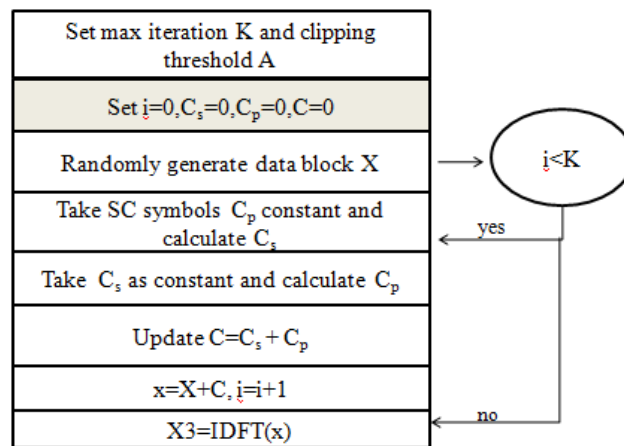 Set max iteration K and clipping
threshold A
Set i=0,Cₛ=0,Cₚ=0,C=0
Randomly generate data block X
i<K
Take SC symbols Cₚ constant and
calculate Cₛ
yes
Take Cₛ as constant and calculate Cₚ
Update C=Cₛ + Cₚ
x=X+C, i=i+1
no
X3=IDFT(x)